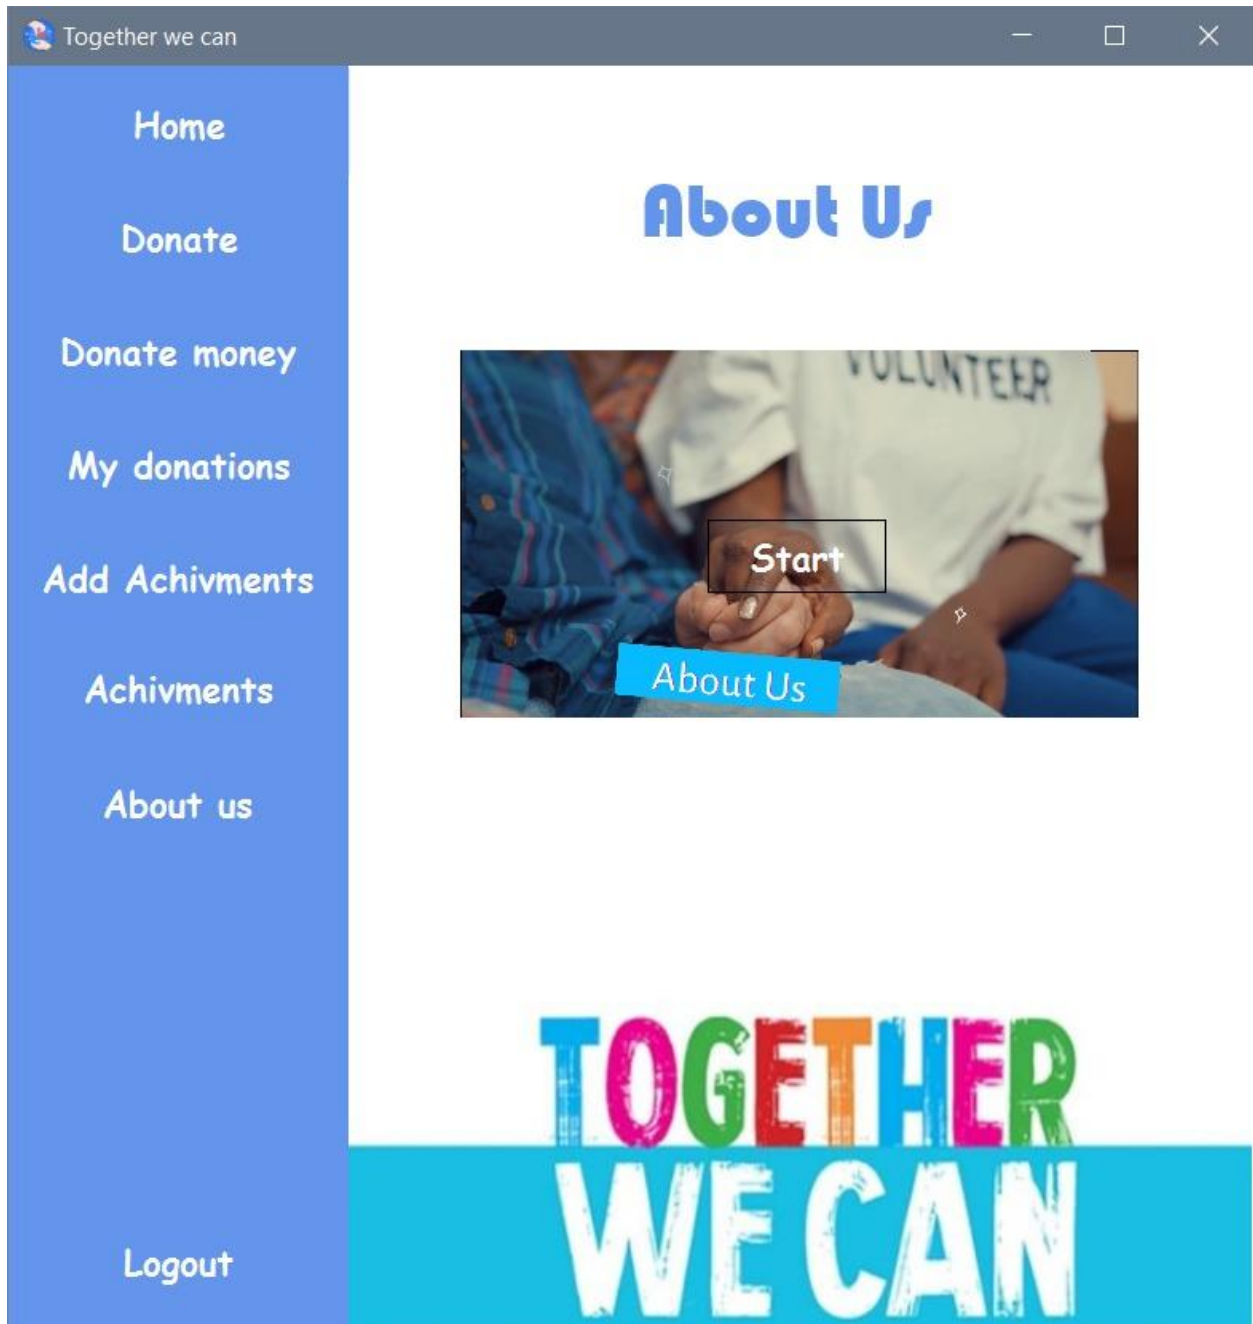 Together we can
Home
Donate
Donate money
My donations
Add Achivments
Achivments
About us
Logout
About Us
VOLUNTEER
Start
About Us
TOGETHER
WE CAN